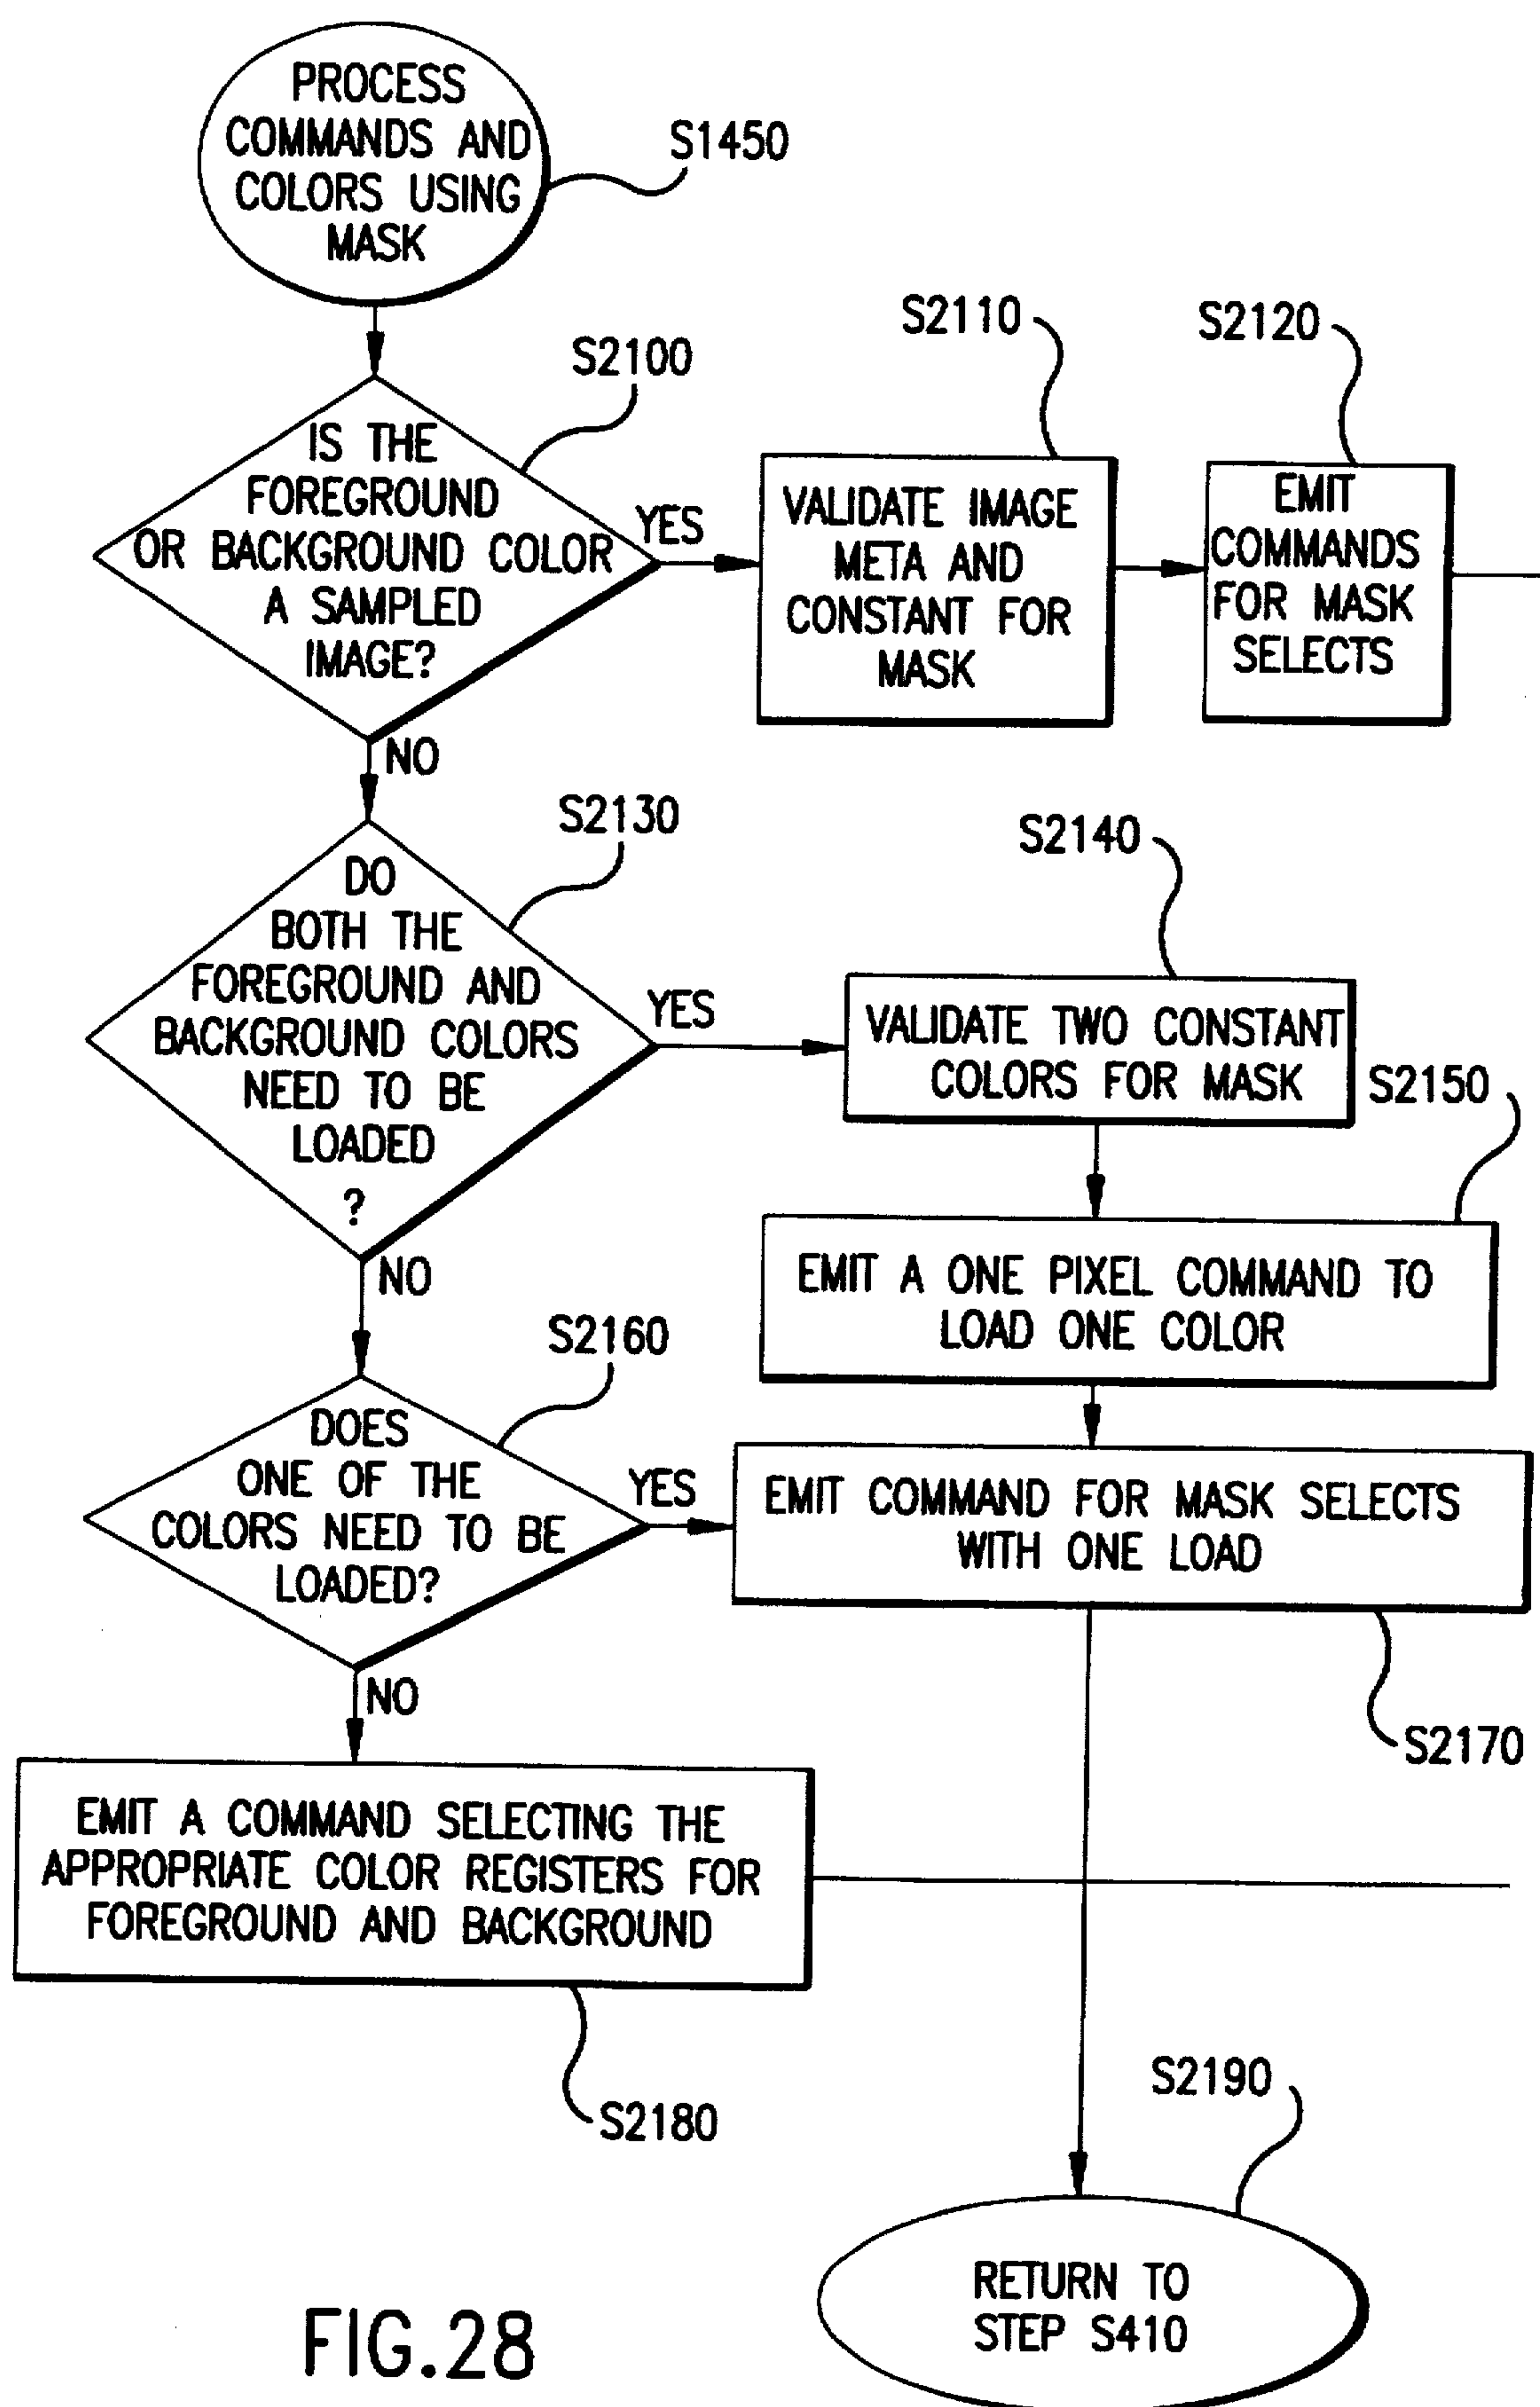 PROCESS
COMMANDS AND
COLORS USING
MASK
S1450
S2100
IS THE
FOREGROUND
OR BACKGROUND COLOR
A SAMPLED
IMAGE?
YES
S2110
VALIDATE IMAGE
META AND
CONSTANT FOR
MASK
S2120
EMIT
COMMANDS
FOR MASK
SELECTS
NO
S2130
DO
BOTH THE
FOREGROUND AND
BACKGROUND COLORS
NEED TO BE
LOADED
?
YES
S2140
VALIDATE TWO CONSTANT
COLORS FOR MASK
S2150
EMIT A ONE PIXEL COMMAND TO
LOAD ONE COLOR
NO
S2160
DOES
ONE OF THE
COLORS NEED TO BE
LOADED?
YES
EMIT COMMAND FOR MASK SELECTS
WITH ONE LOAD
S2170
NO
EMIT A COMMAND SELECTING THE
APPROPRIATE COLOR REGISTERS FOR
FOREGROUND AND BACKGROUND
S2180
S2190
RETURN TO
STEP S410
FIG.28